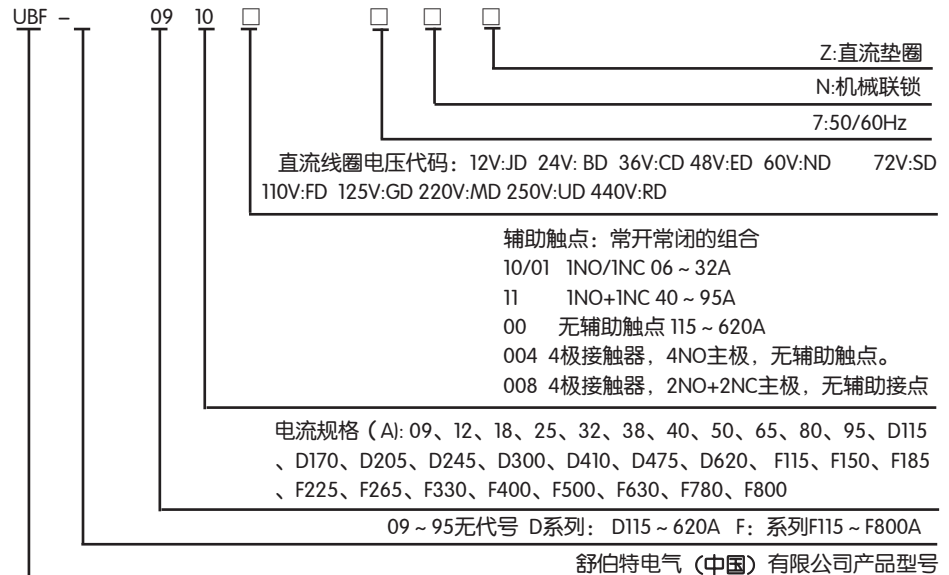 UBF - 09 10 □ □ □ □
Z:直流垫圈
N:机械联锁
7:50/60Hz
直流线圈电压代码：12V:JD 24V: BD 36V:CD 48V:ED 60V:ND 72V:SD
110V:FD 125V:GD 220V:MD 250V:UD 440V:RD
辅助触点：常开常闭的组合
10/01 1NO/1NC 06 ~ 32A
11 1NO+1NC 40 ~ 95A
00 无辅助触点 115 ~ 620A
004 4极接触器，4NO主极，无辅助触点。
008 4极接触器，2NO+2NC主极，无辅助接点
电流规格（A): 09、12、18、25、32、38、40、50、65、80、95、D115
、D170、D205、D245、D300、D410、D475、D620、 F115、F150、F185
、F225、F265、F330、F400、F500、F630、F780、F800
09 ~ 95无代号 D系列： D115 ~ 620A F：系列F115 ~ F800A
舒伯特电气（中国）有限公司产品型号